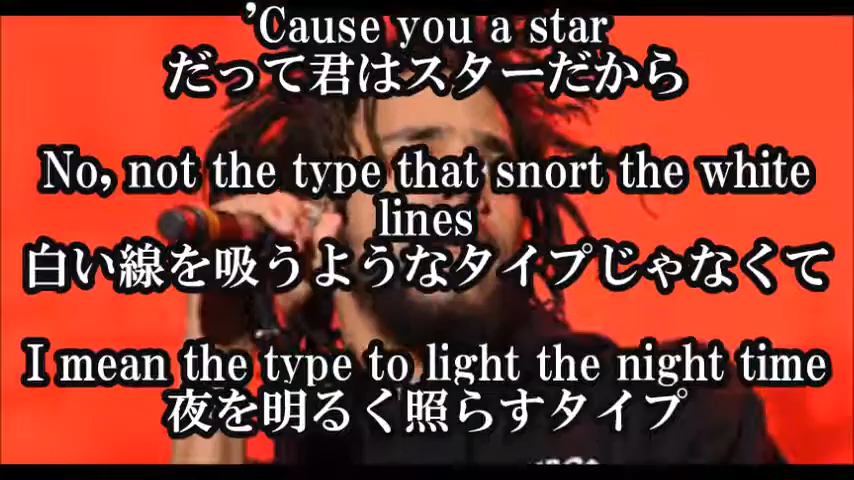 ’Cause you a star
だって君はスターだから
No, not the type that snort the white
lines
白い線を吸うようなタイプじゃなくて
I mean the type to light the night time
夜を明るく照らすタイプ